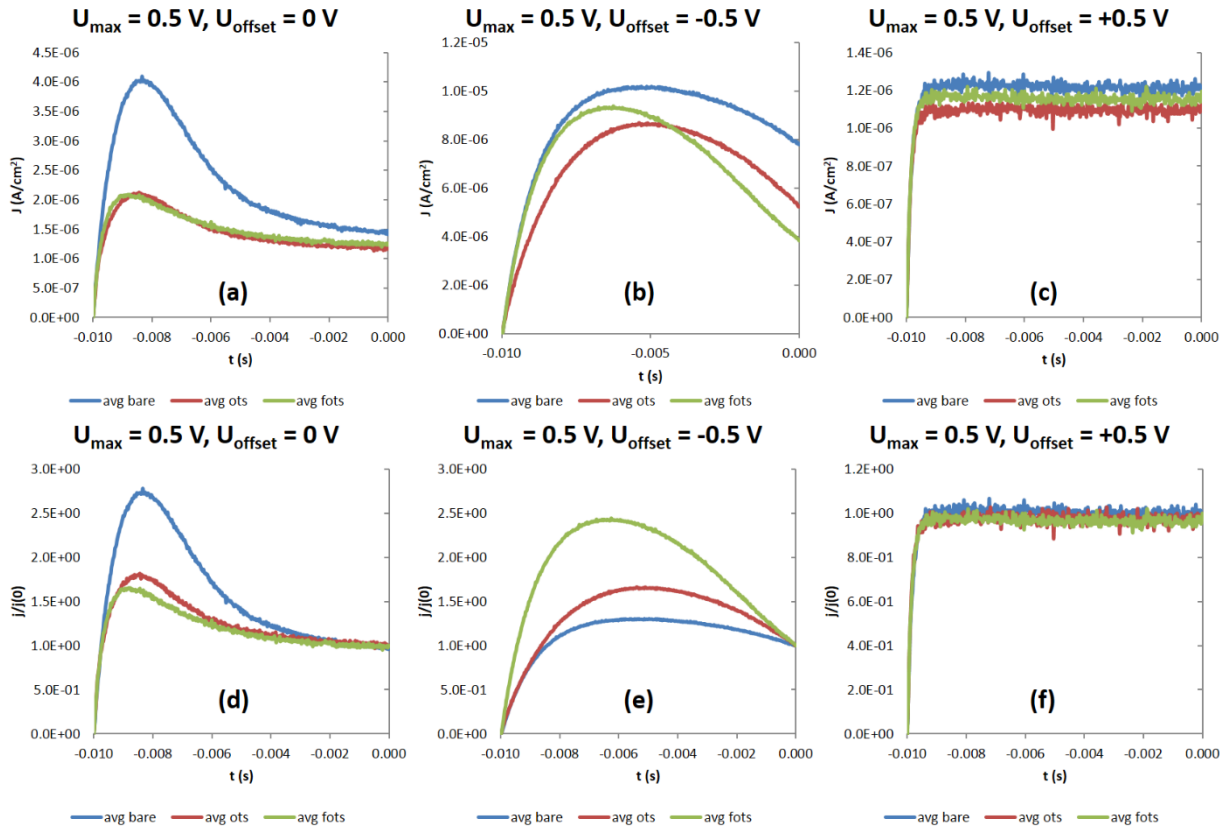 U_max = 0.5 V, U_offset = 0 V
4.5E-06
4.0E-06
3.5E-06
3.0E-06
2.5E-06
2.0E-06
1.5E-06
1.0E-06
5.0E-07
0.0E+00
J (A/cm²)
-0.010 -0.008 -0.006 -0.004 -0.002 0.000
t (s)
(a)
avg bare avg ots avg fots
U_max = 0.5 V, U_offset = -0.5 V
1.2E-05
1.0E-05
8.0E-06
6.0E-06
4.0E-06
2.0E-06
0.0E+00
J (A/cm²)
-0.010 -0.005 0.000
t (s)
(b)
avg bare avg ots avg fots
U_max = 0.5 V, U_offset = +0.5 V
1.4E-06
1.2E-06
1.0E-06
8.0E-07
6.0E-07
4.0E-07
2.0E-07
0.0E+00
J (A/cm²)
-0.010 -0.008 -0.006 -0.004 -0.002 0.000
t (s)
(c)
avg bare avg ots avg fots
U_max = 0.5 V, U_offset = 0 V
3.0E+00
2.5E+00
2.0E+00
1.5E+00
1.0E+00
5.0E-01
0.0E+00
j/j(0)
-0.010 -0.008 -0.006 -0.004 -0.002 0.000
t (s)
(d)
avg bare avg ots avg fots
U_max = 0.5 V, U_offset = -0.5 V
3.0E+00
2.5E+00
2.0E+00
1.5E+00
1.0E+00
5.0E-01
0.0E+00
j/j(0)
-0.010 -0.008 -0.006 -0.004 -0.002 0.000
t (s)
(e)
avg bare avg ots avg fots
U_max = 0.5 V, U_offset = +0.5 V
1.2E+00
1.0E+00
8.0E-01
6.0E-01
4.0E-01
2.0E-01
0.0E+00
j/j(0)
-0.010 -0.008 -0.006 -0.004 -0.002 0.000
t (s)
(f)
avg bare avg ots avg fots